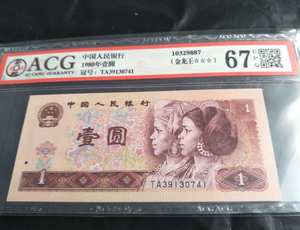 ACG
中国人民银行
1980年壹圆
冠号: TA39130741
10329887
(金龙王☆☆☆)
67
EPQ
中国人民银行
壹圆
1
1
TA39130741